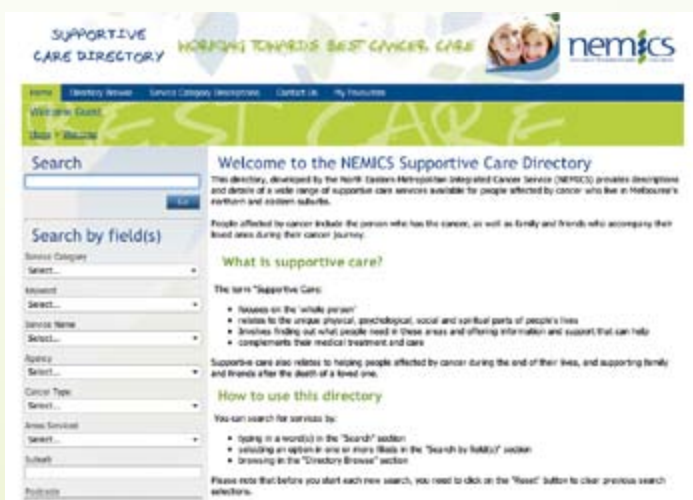 SUPPORTIVE
CARE DIRECTORY
WORKING TOWARDS BEST CANCER CARE
nemics
Home Directory Browse Service Category Descriptions Contact Us My Favourites
Welcome Guest
Home > Welcome
BEST CARE
Search
Go
Search by field(s)
Service Category
Select...
Keyword
Select...
Service Name
Select...
Agency
Select...
Cancer Type
Select...
Areas Serviced
Select...
Suburb
Postcode
Welcome to the NEMICS Supportive Care Directory
This directory, developed by the North Eastern Metropolitan Integrated Cancer Service (NEMICS) provides descriptions
and details of a wide range of supportive care services available for people affected by cancer who live in Melbourne's
northern and eastern suburbs.
People affected by cancer include the person who has the cancer, as well as family and friends who accompany their
loved ones during their cancer journey.
What is supportive care?
The term "Supportive Care:
• focuses on the 'whole person'
• relates to the unique physical, psychological, social and spiritual parts of people's lives
• Involves finding out what people need in these areas and offering information and support that can help
• complements their medical treatment and care
Supportive care also relates to helping people affected by cancer during the end of their lives, and supporting family
and friends after the death of a loved one.
How to use this directory
You can search for services by:
• typing in a word(s) in the "Search" section
• selecting an option in one or more fields in the "Search by field(s)" section
• browsing in the "Directory Browse" section
Please note that before you start each new search, you need to click on the "Reset" button to clear previous search
selections.